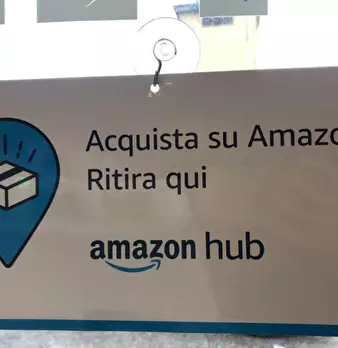 Acquista su Amazo
Ritira qui
amazon hub